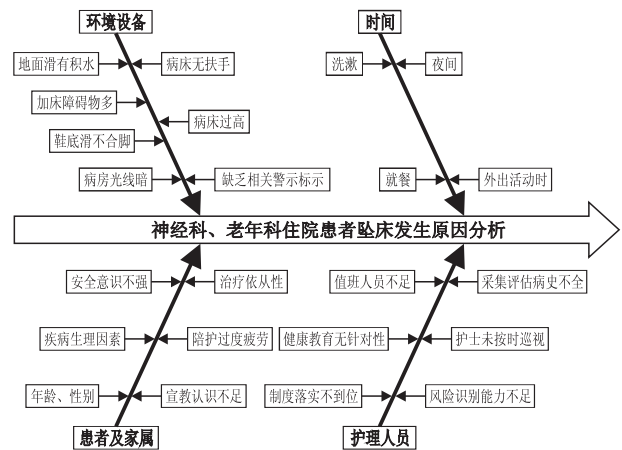 环境设备
时间
地面滑有积水
病床无扶手
洗漱
夜间
加床障碍物多
病床过高
鞋底滑不合脚
病房光线暗
缺乏相关警示标示
就餐
外出活动时
神经科、老年科住院患者坠床发生原因分析
安全意识不强
治疗依从性
值班人员不足
采集评估病史不全
疾病生理因素
陪护过度疲劳
健康教育无针对性
护士未按时巡视
年龄、性别
宣教认识不足
制度落实不到位
风险识别能力不足
患者及家属
护理人员